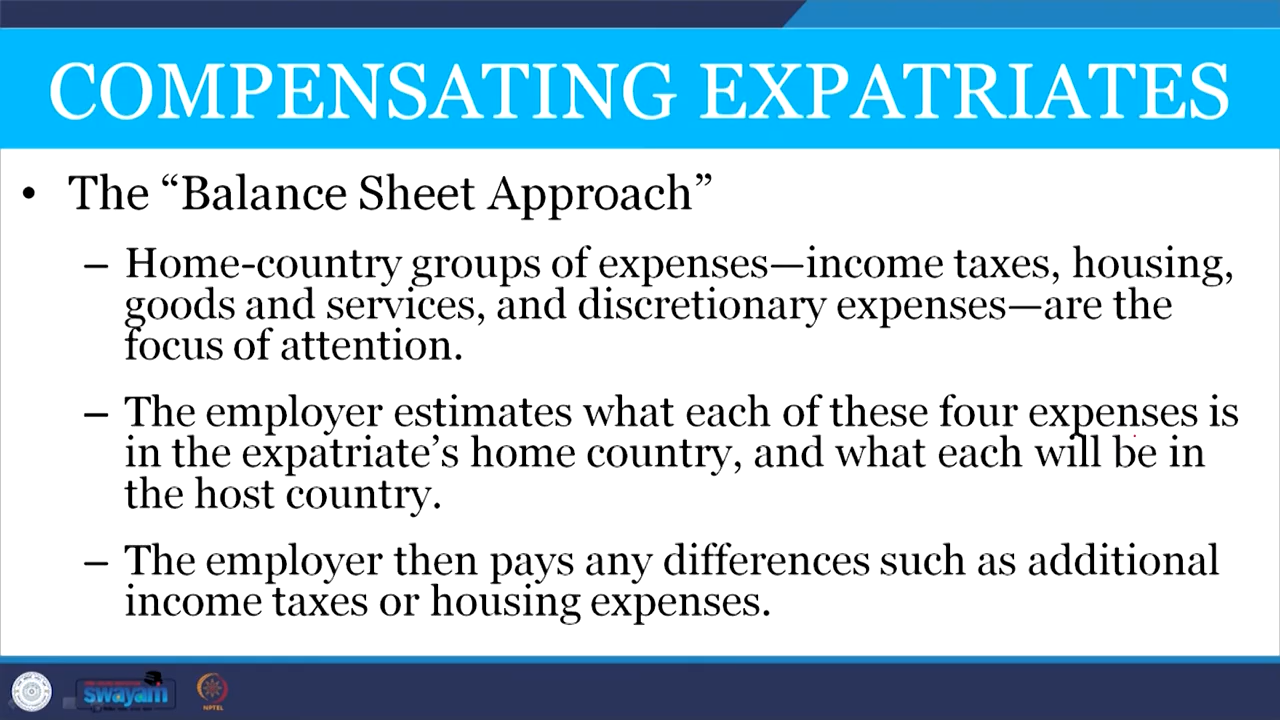 COMPENSATING EXPATRIATES
• The “Balance Sheet Approach”
– Home-country groups of expenses—income taxes, housing,
goods and services, and discretionary expenses—are the
focus of attention.
– The employer estimates what each of these four expenses is
in the expatriate’s home country, and what each will be in
the host country.
– The employer then pays any differences such as additional
income taxes or housing expenses.
swayam
NPTEL